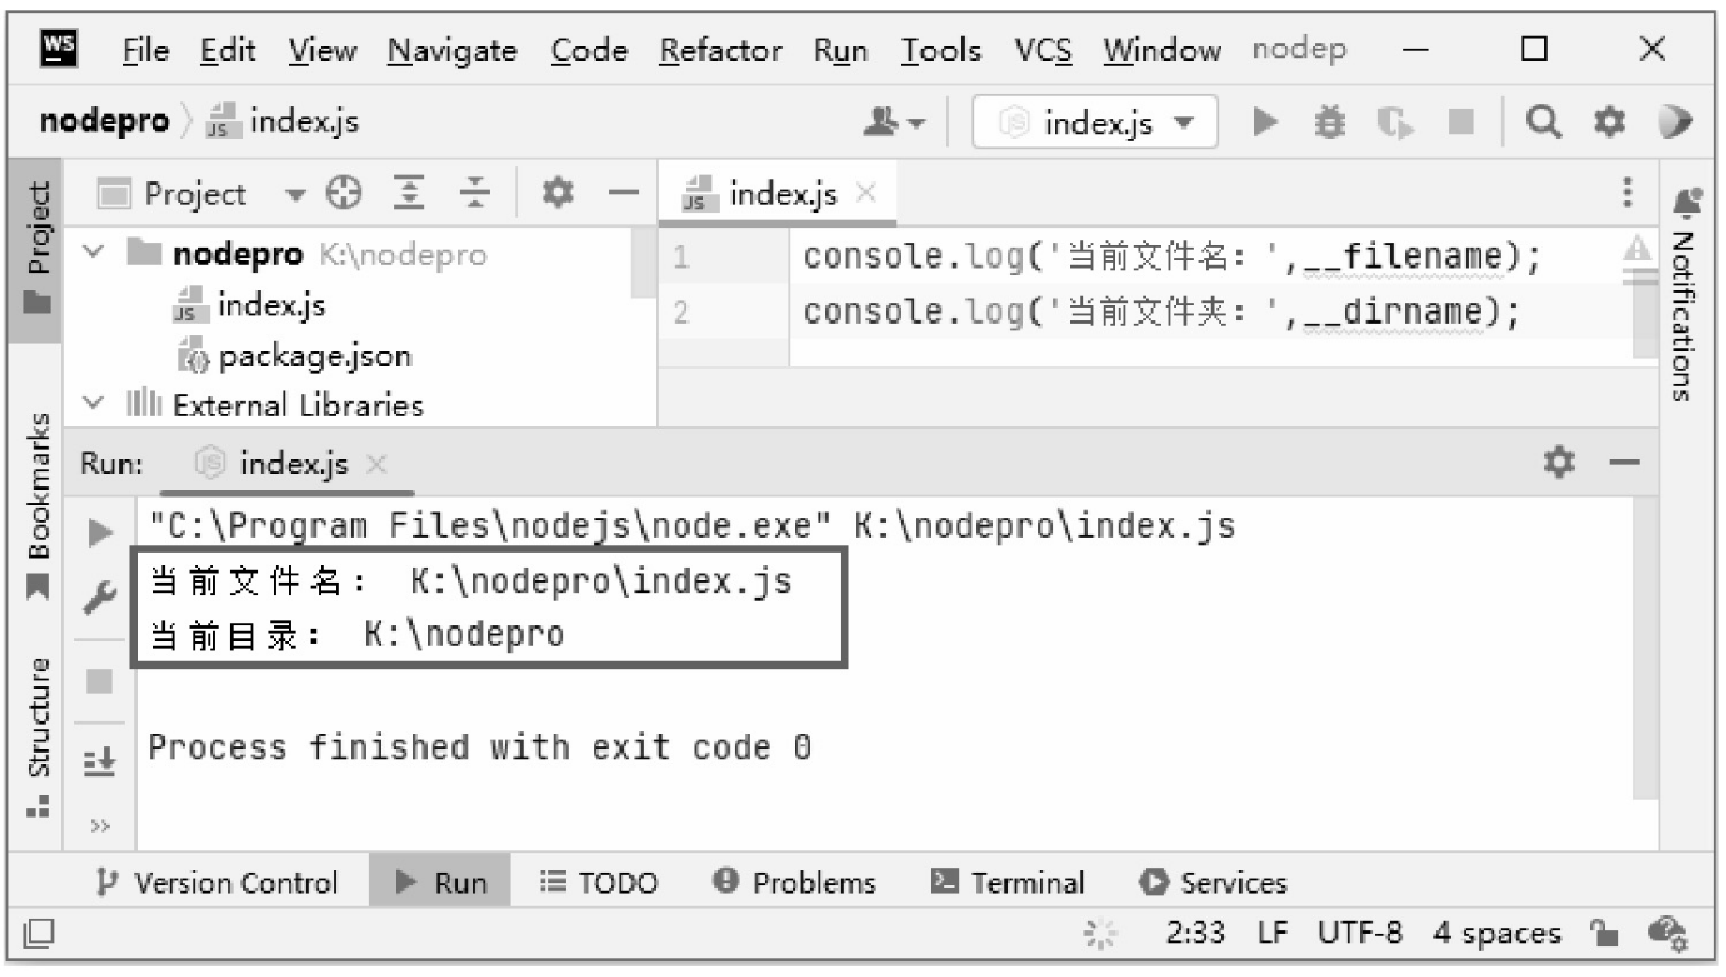 WS File Edit View Navigate Code Refactor Run Tools VCS Window nodep
nodepro index.js index.js
Project
Project
index.js
nodepro K:\nodepro
index.js
package.json
External Libraries
1 console.log('当前文件名：',__filename);
2 console.log('当前文件夹：',__dirname);
Notifications
Bookmarks
Structure
Run: index.js
"C:\Program Files\nodejs\node.exe" K:\nodepro\index.js
当前文件名： K:\nodepro\index.js
当前目录： K:\nodepro
Process finished with exit code 0
Version Control Run TODO Problems Terminal Services
2:33 LF UTF-8 4 spaces